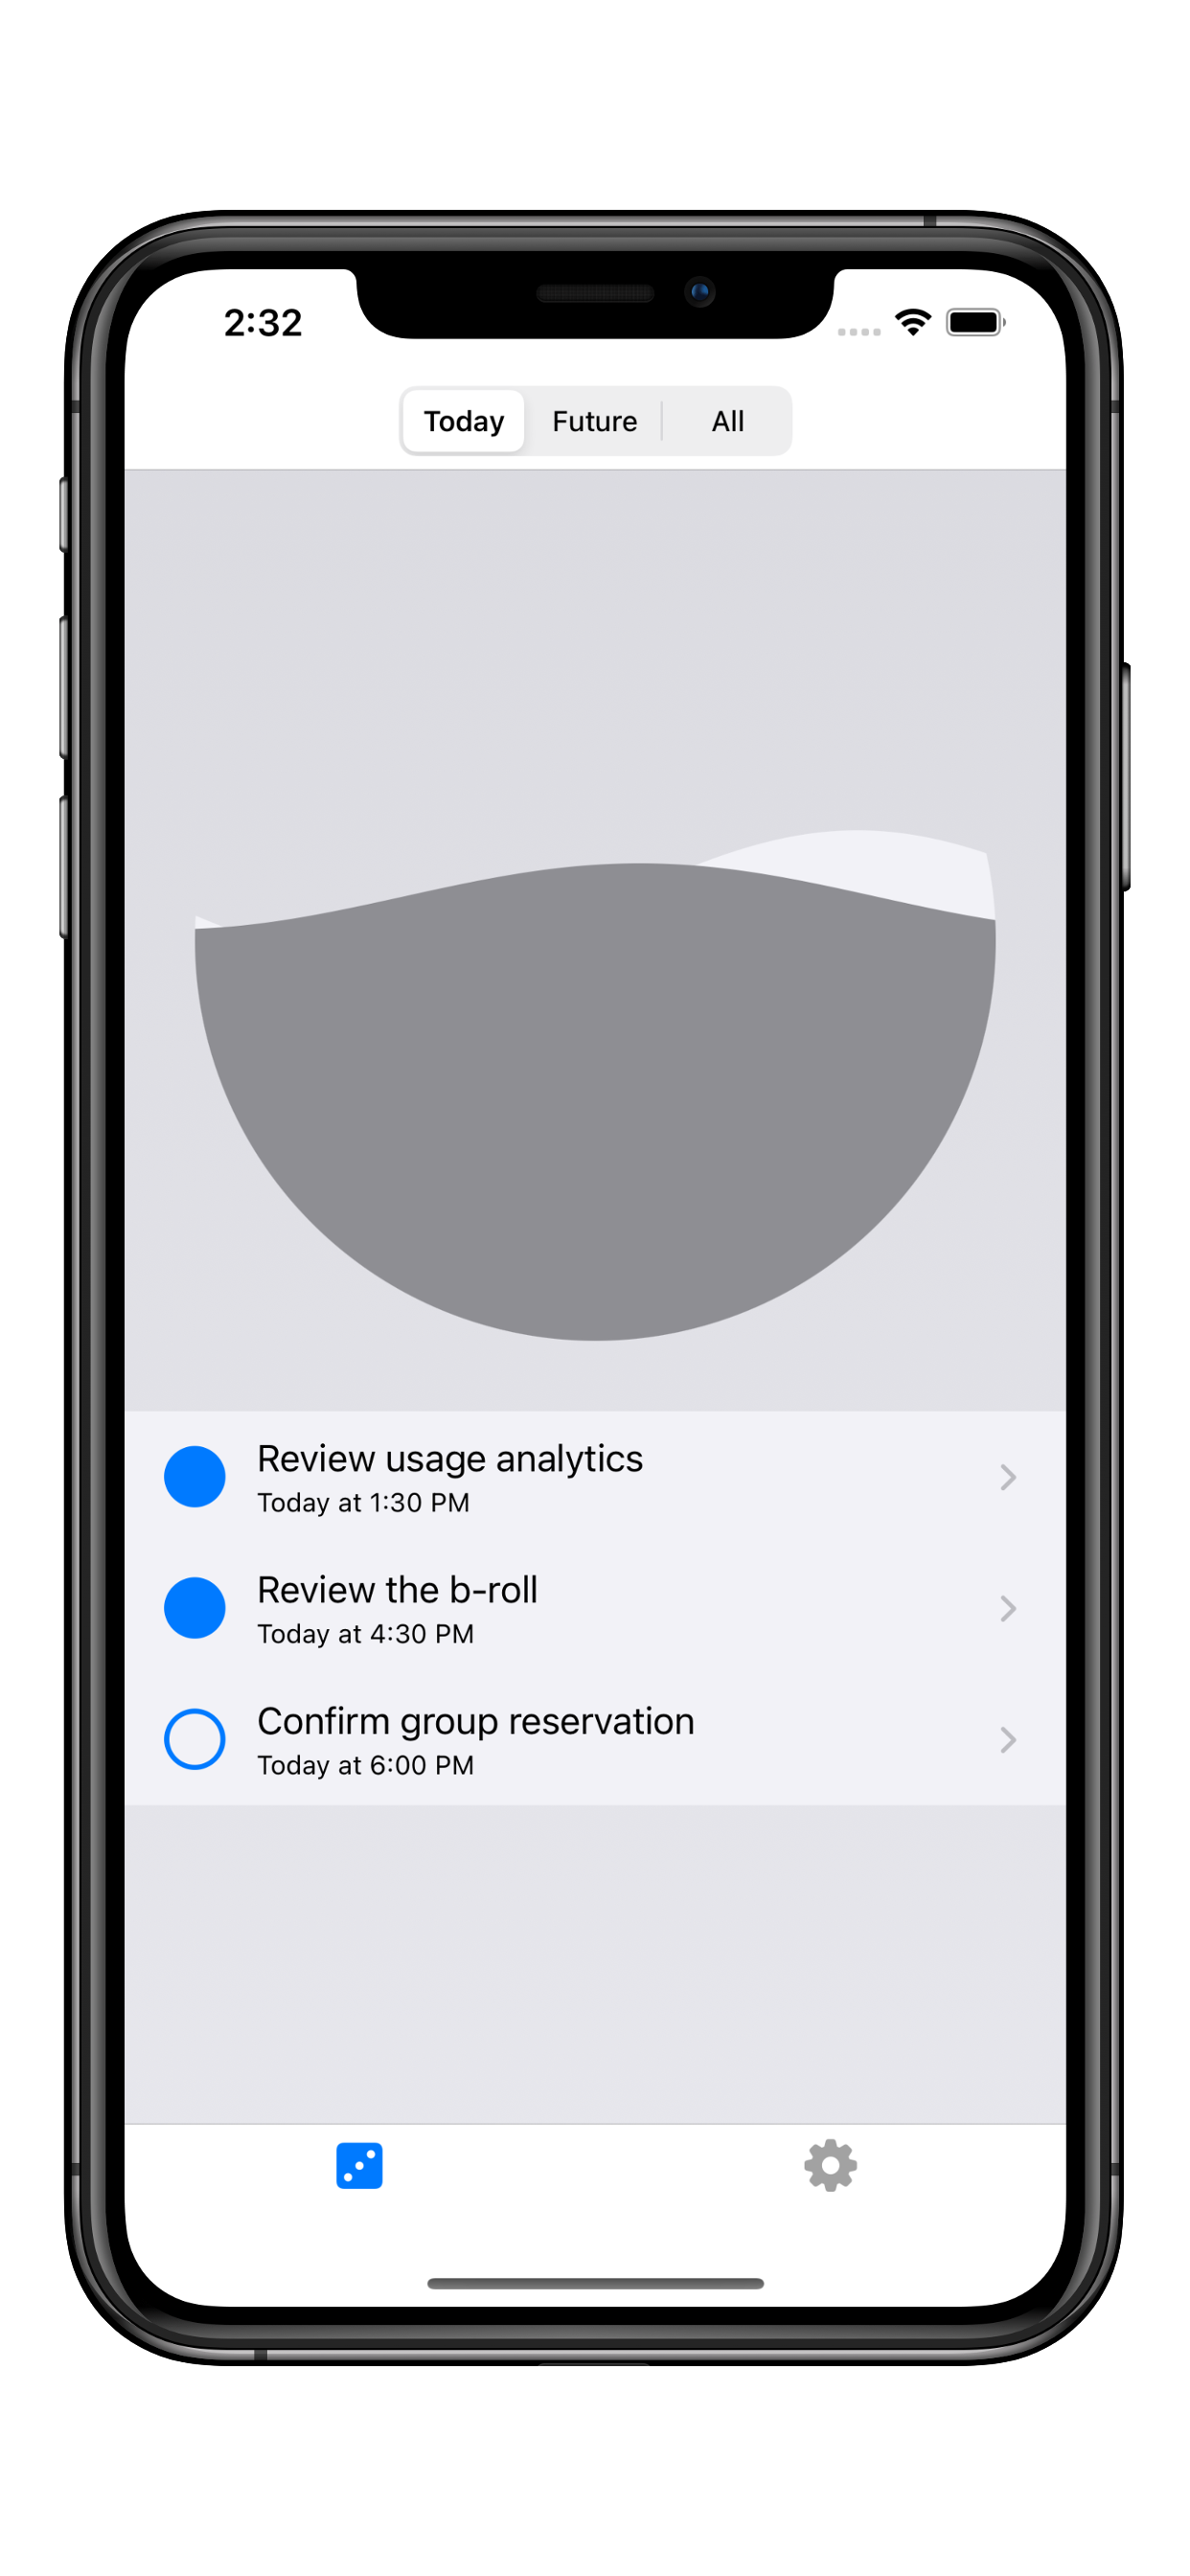 2:32
Today Future All
Review usage analytics
Today at 1:30 PM
Review the b-roll
Today at 4:30 PM
Confirm group reservation
Today at 6:00 PM